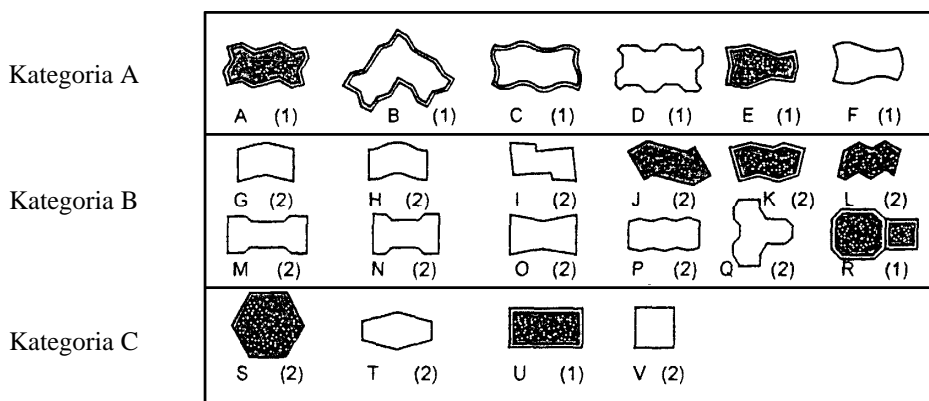 Kategoria A
A (1) B (1) C (1) D (1) E (1) F (1)
Kategoria B
G (2) H (2) I (2) J (2) K (2) L (2)
M (2) N (2) O (2) P (2) Q (2) R (1)
Kategoria C
S (2) T (2) U (1) V (2)